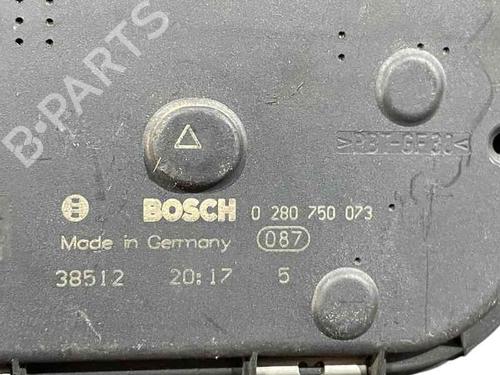 B-PARTS
>PBT-GF30<
BOSCH 0 280 750 073
Made in Germany 087
38512 20:17 5